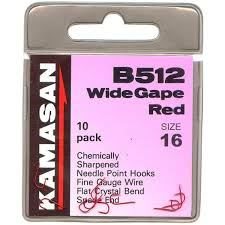 KAMASAN
B512
Wide Gape
Red
10
pack
SIZE
16
Chemically
Sharpened
Needle Point Hooks
Fine Gauge Wire
Flat Crystal Bend
Spade End